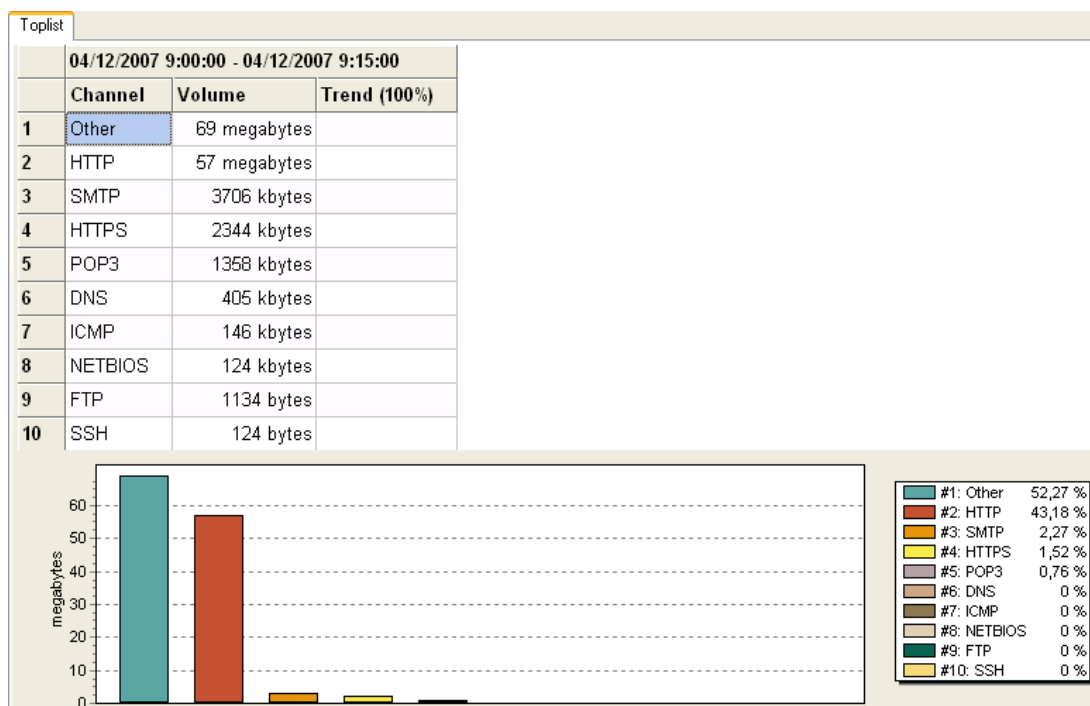 Toplist
04/12/2007 9:00:00 - 04/12/2007 9:15:00
Channel Volume Trend (100%)
1 Other 69 megabytes
2 HTTP 57 megabytes
3 SMTP 3706 kbytes
4 HTTPS 2344 kbytes
5 POP3 1358 kbytes
6 DNS 405 kbytes
7 ICMP 146 kbytes
8 NETBIOS 124 kbytes
9 FTP 1134 bytes
10 SSH 124 bytes
megabytes
60
50
40
30
20
10
0
#1: Other 52,27 %
#2: HTTP 43,18 %
#3: SMTP 2,27 %
#4: HTTPS 1,52 %
#5: POP3 0,76 %
#6: DNS 0 %
#7: ICMP 0 %
#8: NETBIOS 0 %
#9: FTP 0 %
#10: SSH 0 %